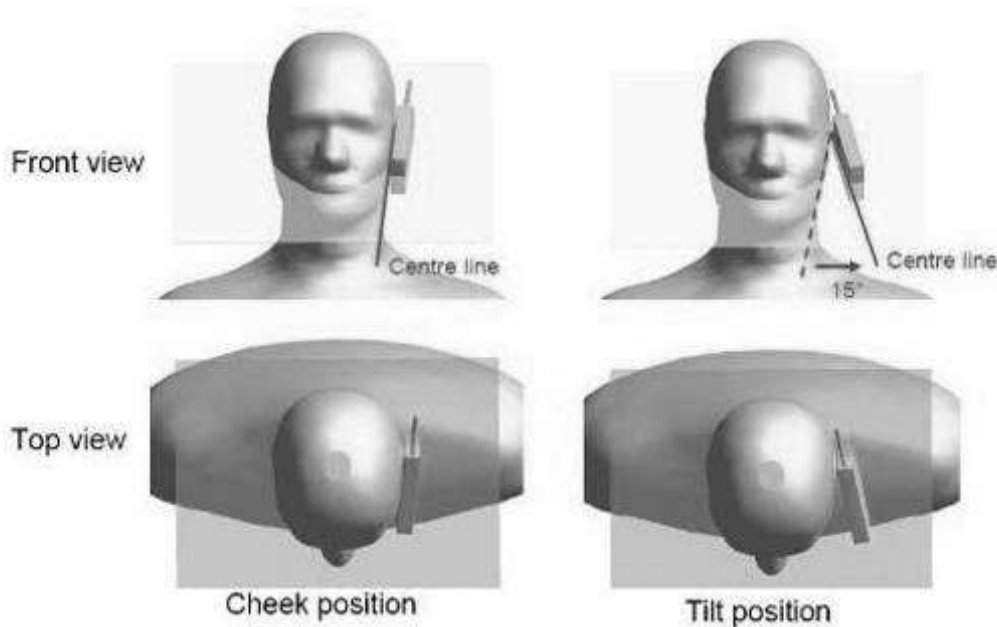 Front view
Centre line
Centre line
15°
Top view
Cheek position
Tilt position